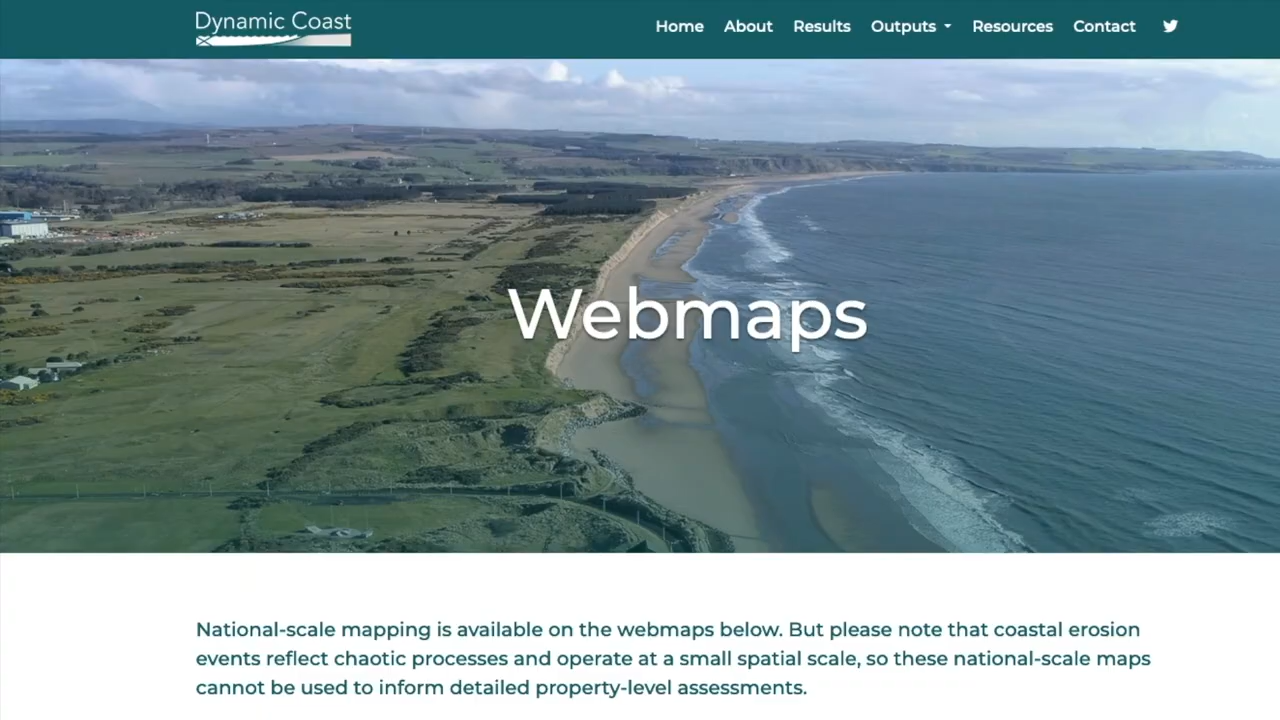 Dynamic Coast
Home About Results Outputs Resources Contact
Webmaps
National-scale mapping is available on the webmaps below. But please note that coastal erosion
events reflect chaotic processes and operate at a small spatial scale, so these national-scale maps
cannot be used to inform detailed property-level assessments.